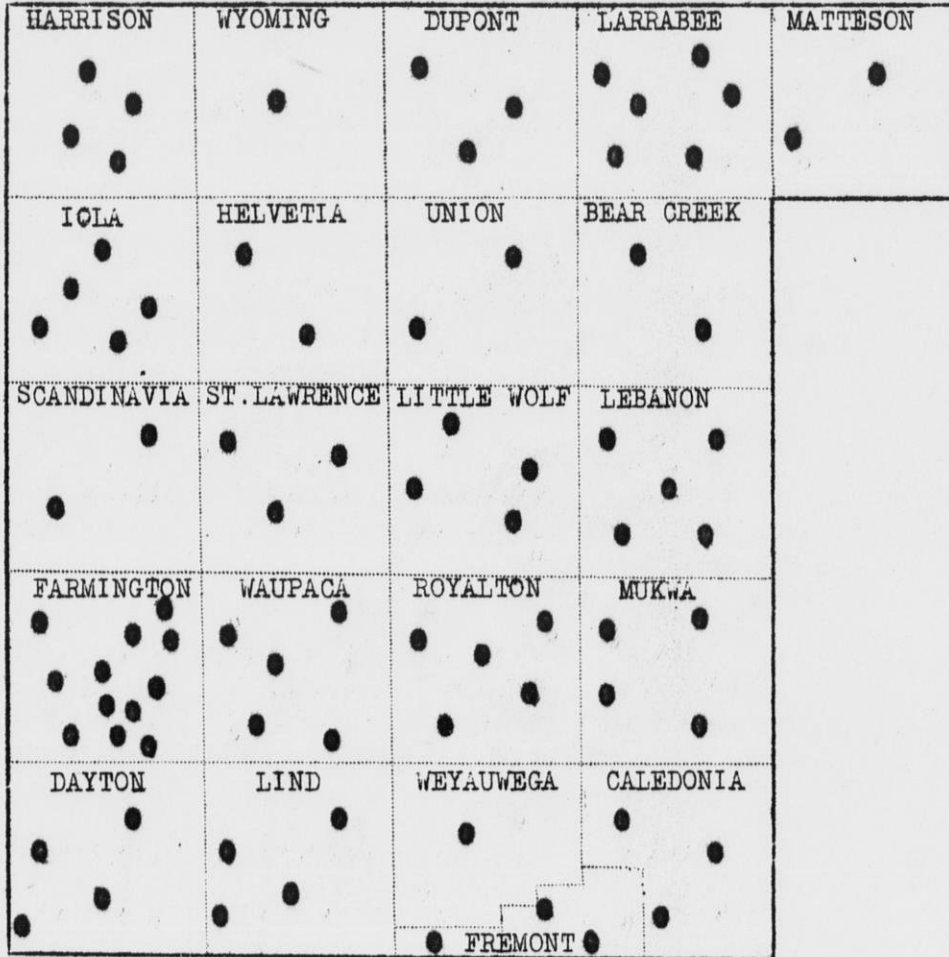 HARRISON WYOMING DUPONT LARRABEE MATTESON
IOLA HELVETIA UNION BEAR CREEK
SCANDINAVIA ST.LAWRENCE LITTLE WOLF LEBANON
FARMINGTON WAUPACA ROYALTON MUKWA
DAYTON LIND WEYAUWEGA CALEDONIA
FREMONT